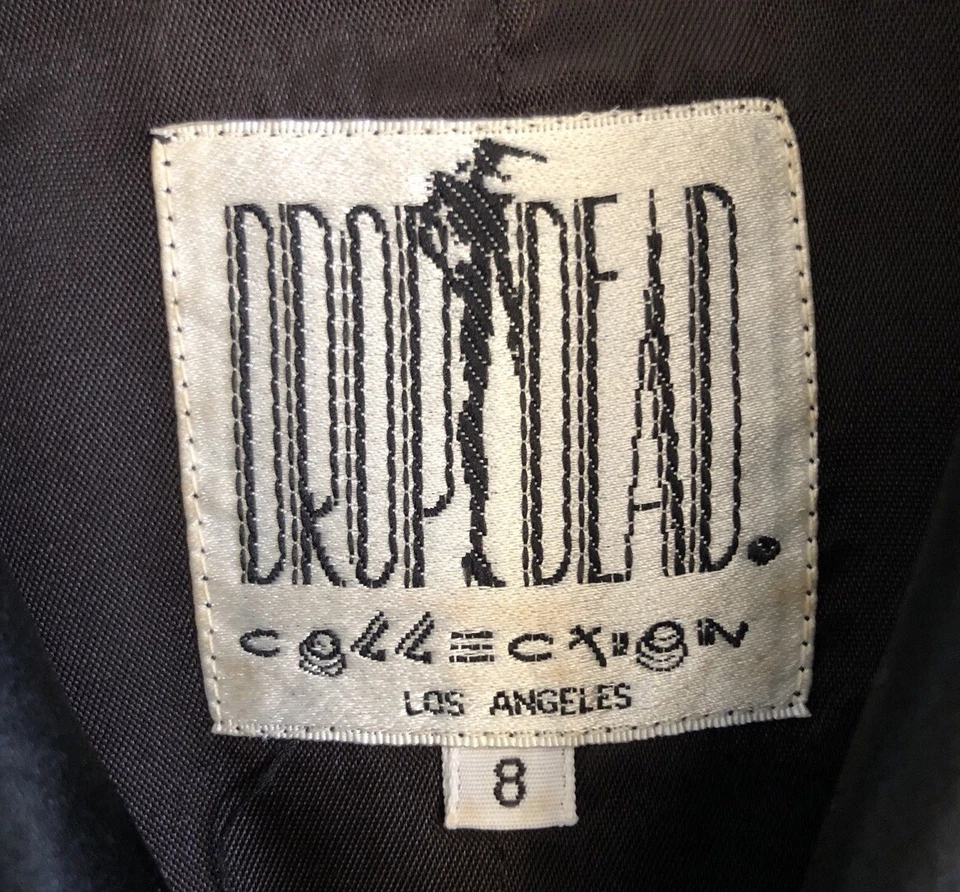 DROP DEAD.
COLLECTION
LOS ANGELES
8